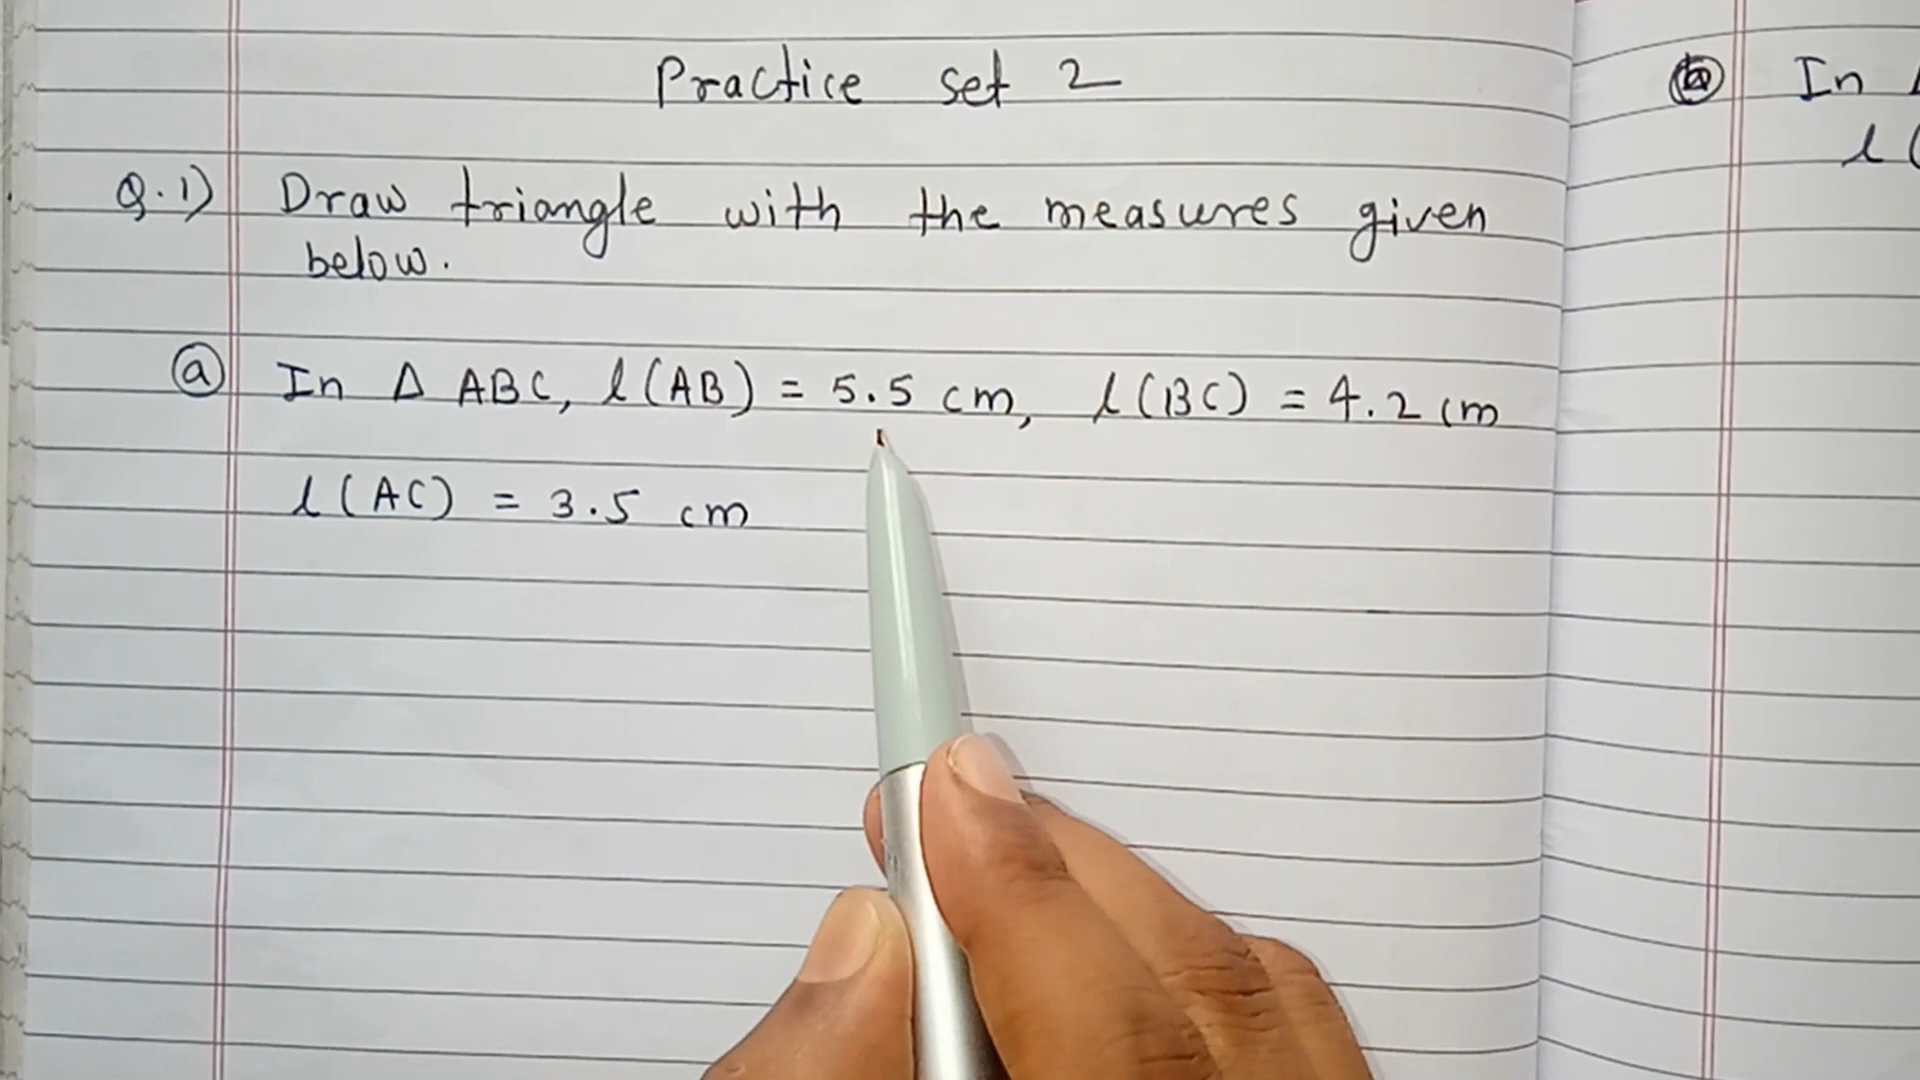 Practice set 2
Q.1) Draw triangle with the measures given
below.
(a) In Δ ABC, l(AB) = 5.5 cm, l(BC) = 4.2 cm
l(AC) = 3.5 cm
(b) In
l(